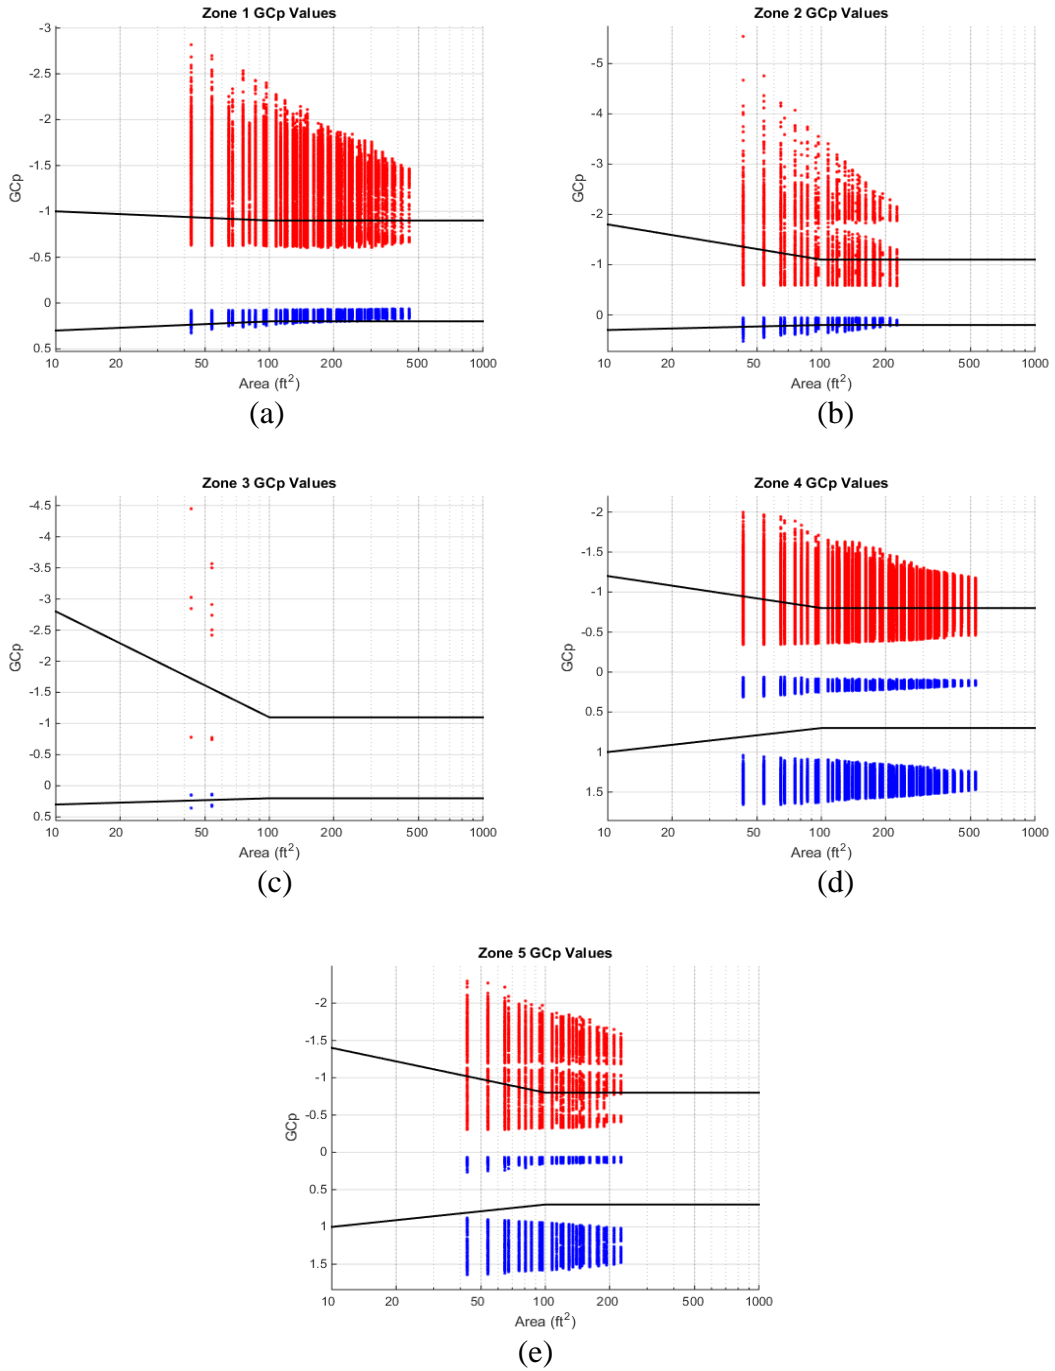 Zone 1 GCp Values
-3
-2.5
-2
-1.5
-1
-0.5
0
0.5
GCp
10 20 50 100 200 500 1000
Area (ft²)
(a)
Zone 2 GCp Values
-5
-4
-3
-2
-1
0
GCp
10 20 50 100 200 500 1000
Area (ft²)
(b)
Zone 3 GCp Values
-4.5
-4
-3.5
-3
-2.5
-2
-1.5
-1
-0.5
0
0.5
GCp
10 20 50 100 200 500 1000
Area (ft²)
(c)
Zone 4 GCp Values
-2
-1.5
-1
-0.5
0
0.5
1
1.5
GCp
10 20 50 100 200 500 1000
Area (ft²)
(d)
Zone 5 GCp Values
-2
-1.5
-1
-0.5
0
0.5
1
1.5
GCp
10 20 50 100 200 500 1000
Area (ft²)
(e)